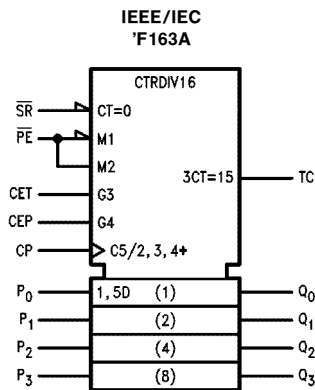 IEEE/IEC
'F163A
CTRDIV16
SR CT=0
PE M1
M2
3CT=15 TC
CET G3
CEP G4
CP C5/2,3,4+
P0 1,5D (1) Q0
P1 (2) Q1
P2 (4) Q2
P3 (8) Q3